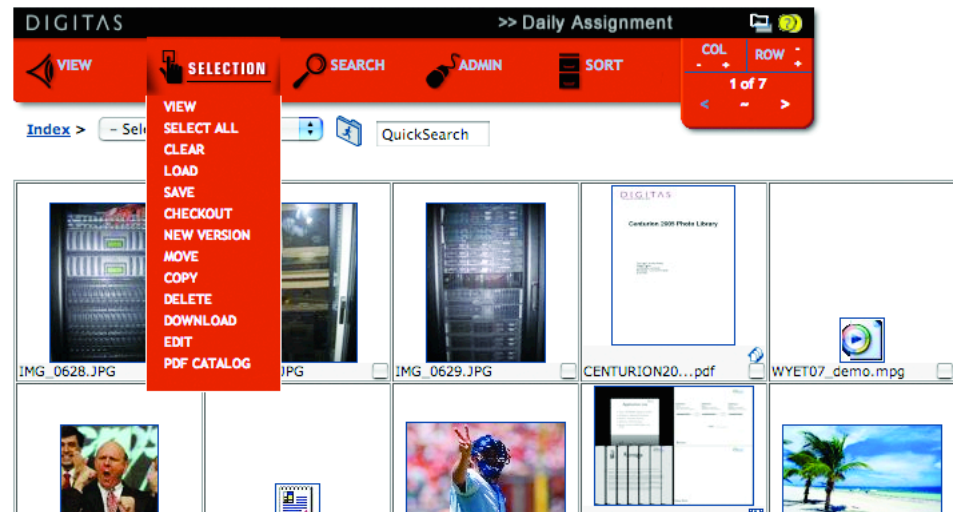 DIGITAS
>> Daily Assignment
VIEW
SELECTION
SEARCH
ADMIN
SORT
COL
- +
ROW - +
1 of 7
< ~ >
VIEW
SELECT ALL
CLEAR
LOAD
SAVE
CHECKOUT
NEW VERSION
MOVE
COPY
DELETE
DOWNLOAD
EDIT
PDF CATALOG
Index >
- Sele
QuickSearch
DIGITAS
Centurion 2005 Photo Library
IMG_0628.JPG
JPG
IMG_0629.JPG
CENTURION20...pdf
WYET07_demo.mpg